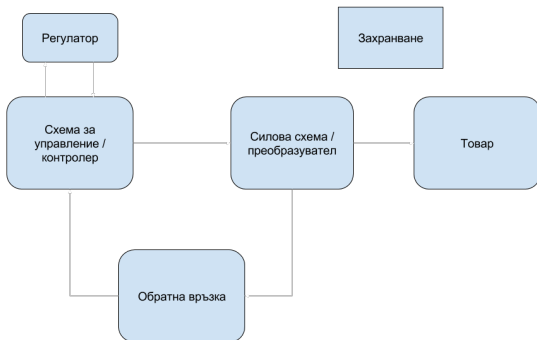 Регулатор
Захранване
Схема за
управление /
контролер
Силова схема /
преобразувател
Товар
Обратна връзка